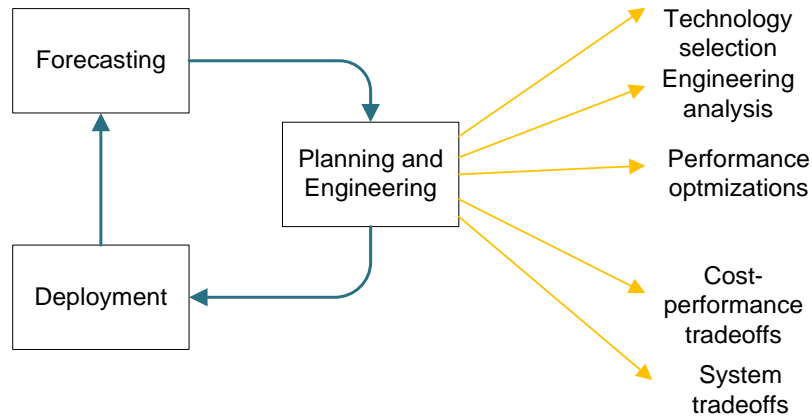 Forecasting
Planning and
Engineering
Deployment
Technology
selection
Engineering
analysis
Performance
optmizations
Cost-
performance
tradeoffs
System
tradeoffs